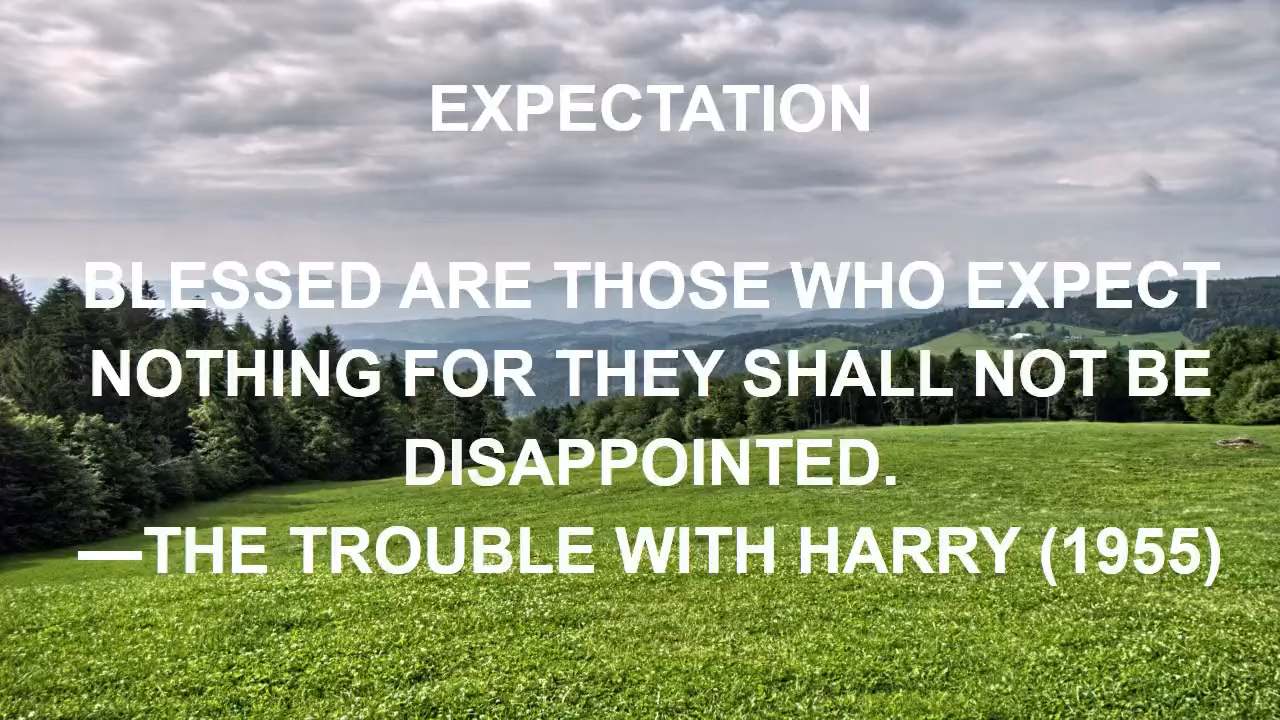 EXPECTATION
BLESSED ARE THOSE WHO EXPECT
NOTHING FOR THEY SHALL NOT BE
DISAPPOINTED.
—THE TROUBLE WITH HARRY (1955)